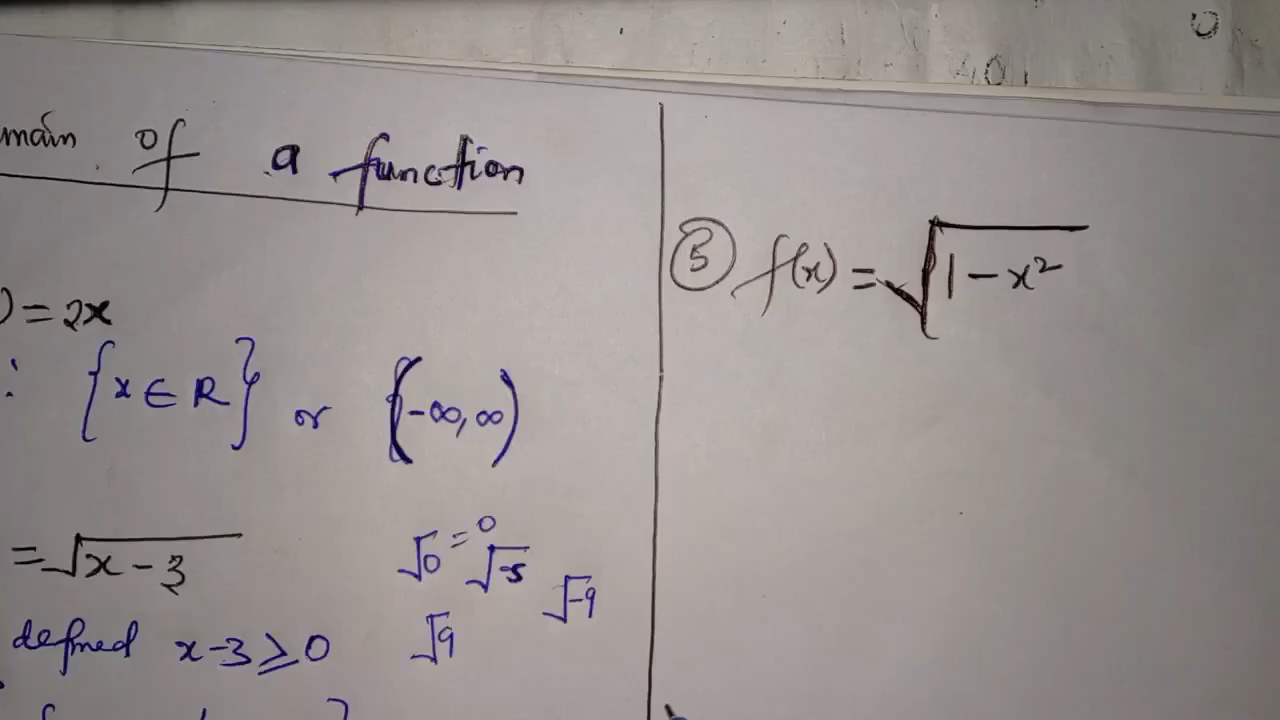 main of a function
) = 2x
∴ {x ∈ R} or (-∞, ∞)
= √(x - 3)
√0 = 0 √-5 √-9
√9
defined x-3 ≥ 0
⑤ f(x) = √(1 - x²)